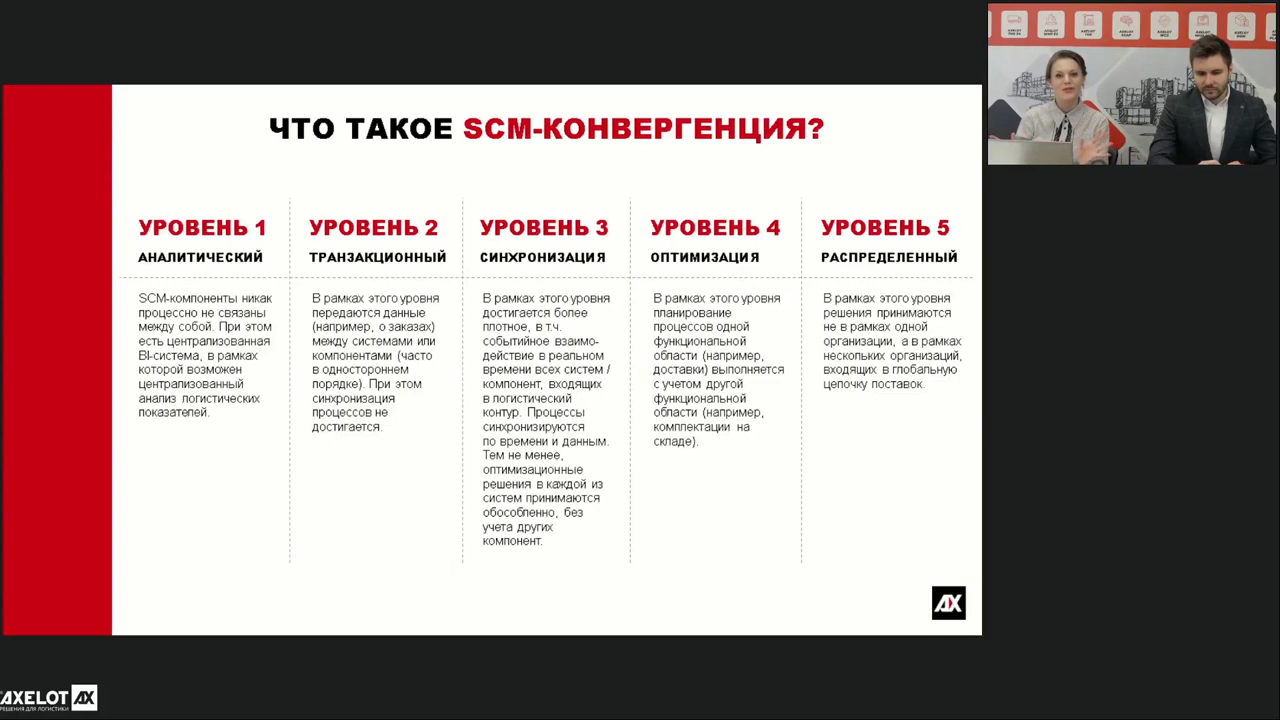 ЧТО ТАКОЕ SCM-КОНВЕРГЕНЦИЯ?
УРОВЕНЬ 1
АНАЛИТИЧЕСКИЙ
SCM-компоненты никак
процессно не связаны
между собой. При этом
есть централизованная
BI-система, в рамках
которой возможен
централизованный
анализ логистических
показателей.
УРОВЕНЬ 2
ТРАНЗАКЦИОННЫЙ
В рамках этого уровня
передаются данные
(например, о заказах)
между системами или
компонентами (часто
в одностороннем
порядке). При этом
синхронизация
процессов не
достигается.
УРОВЕНЬ 3
СИНХРОНИЗАЦИЯ
В рамках этого уровня
достигается более
плотное, в т.ч.
событийное взаимо-
действие в реальном
времени всех систем /
компонент, входящих
в логистический
контур. Процессы
синхронизируются
по времени и данным.
Тем не менее,
оптимизационные
решения в каждой из
систем принимаются
обособленно, без
учета других
компонент.
УРОВЕНЬ 4
ОПТИМИЗАЦИЯ
В рамках этого уровня
планирование
процессов одной
функциональной
области (например,
доставки) выполняется
с учетом другой
функциональной
области (например,
комплектации на
складе).
УРОВЕНЬ 5
РАСПРЕДЕЛЕННЫЙ
В рамках этого уровня
решения принимаются
не в рамках одной
организации, а в рамках
нескольких организаций,
входящих в глобальную
цепочку поставок.
AX
AXELOT AX
РЕШЕНИЯ ДЛЯ ЛОГИСТИКИ